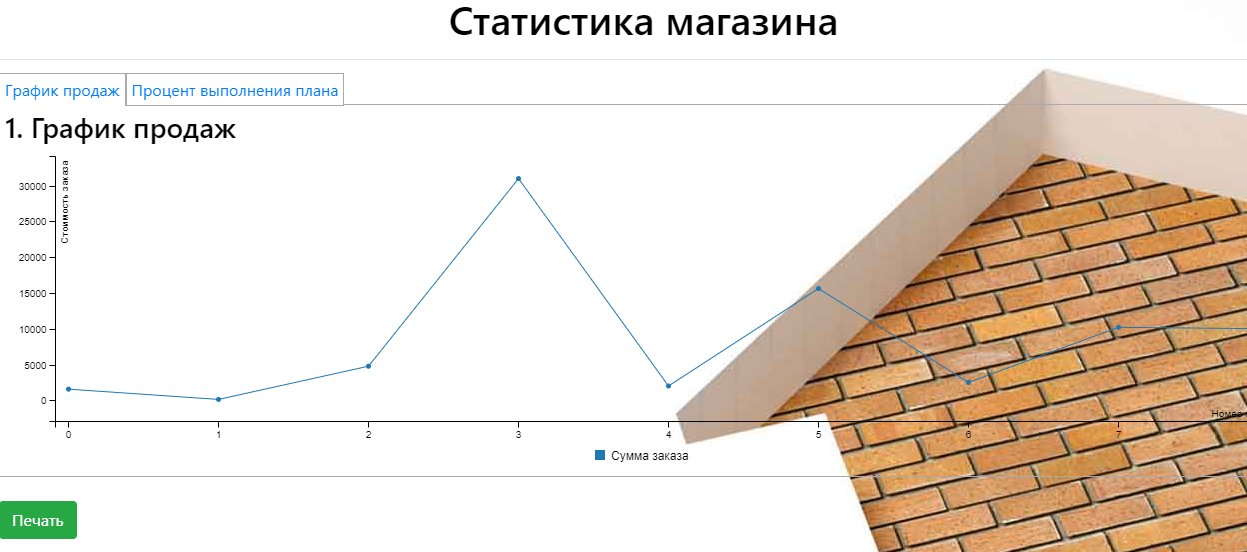 Статистика магазина
График продаж
Процент выполнения плана
1. График продаж
Стоимость заказа
30000
25000
20000
15000
10000
5000
0
0 1 2 3 4 5 6 7
Номер
Сумма заказа
Печать